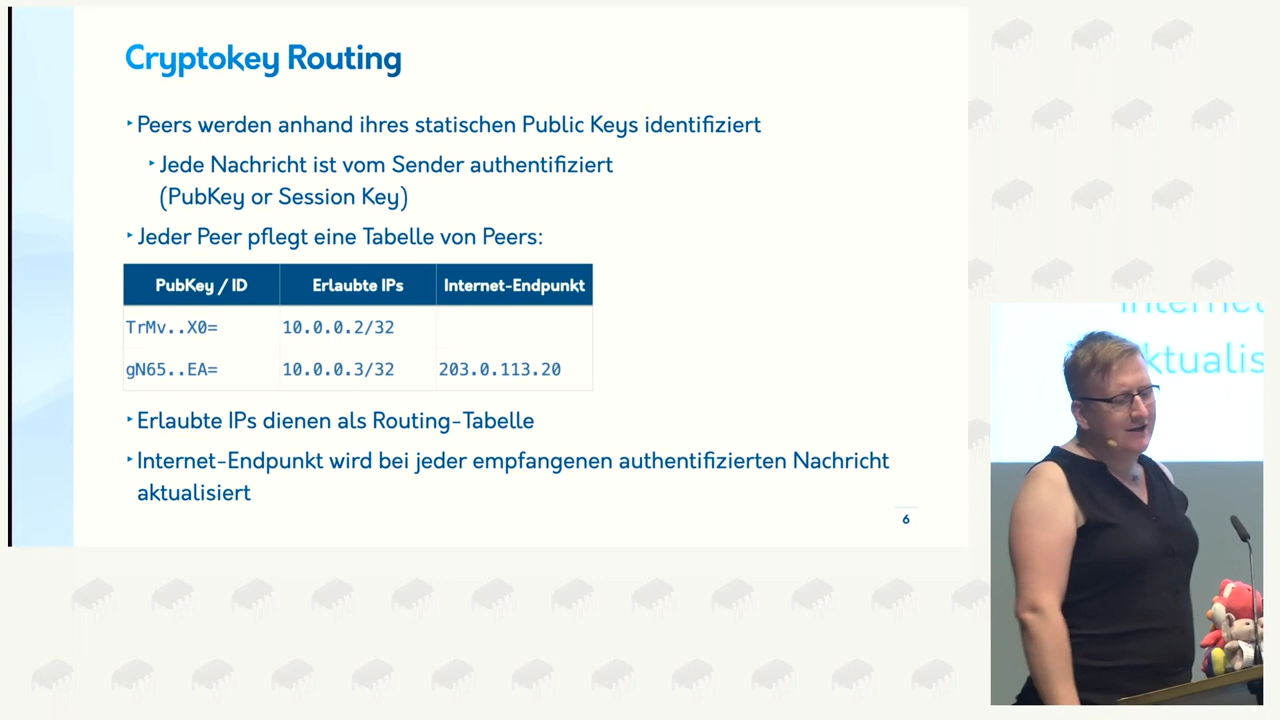 Cryptokey Routing
‣ Peers werden anhand ihres statischen Public Keys identifiziert
‣ Jede Nachricht ist vom Sender authentifiziert
(PubKey or Session Key)
‣ Jeder Peer pflegt eine Tabelle von Peers:
PubKey / ID Erlaubte IPs Internet-Endpunkt
TrMv..X0= 10.0.0.2/32
gN65..EA= 10.0.0.3/32 203.0.113.20
‣ Erlaubte IPs dienen als Routing-Tabelle
‣ Internet-Endpunkt wird bei jeder empfangenen authentifizierten Nachricht
aktualisiert
6
Internet
ktualis